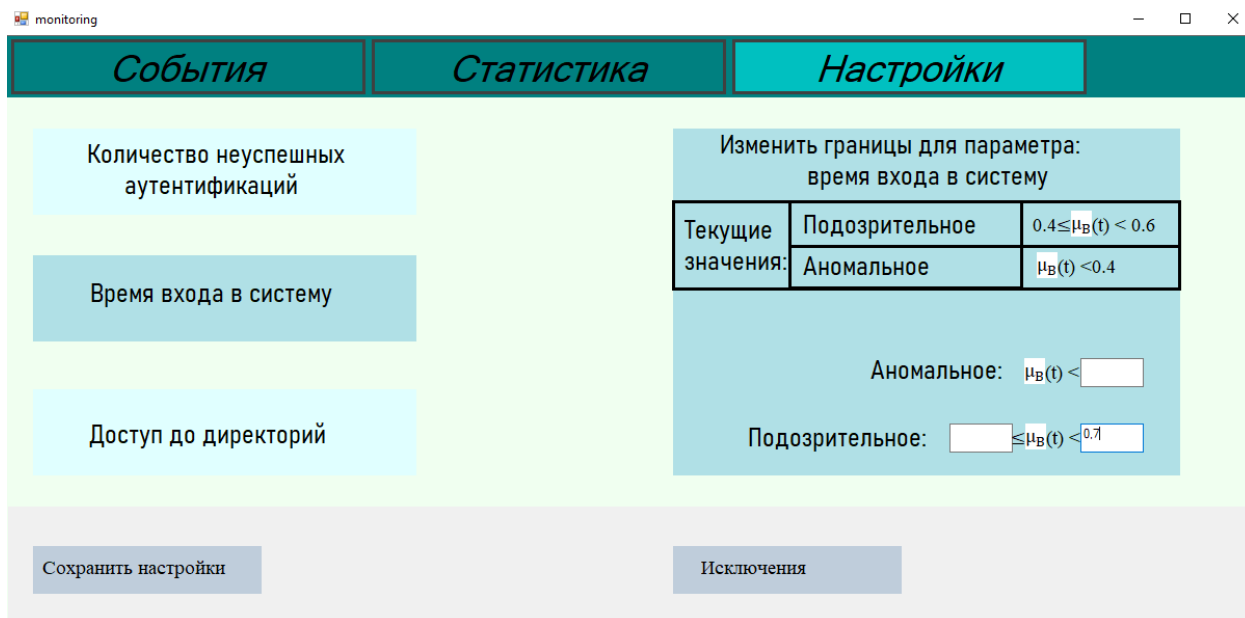 monitoring
События
Статистика
Настройки
Количество неуспешных
аутентификаций
Время входа в систему
Доступ до директорий
Изменить границы для параметра:
время входа в систему
Текущие
значения:
Подозрительное
0.4≤μB(t) < 0.6
Аномальное
μB(t) <0.4
Аномальное: μB(t) <
Подозрительное: ≤μB(t) <0.7
Сохранить настройки
Исключения